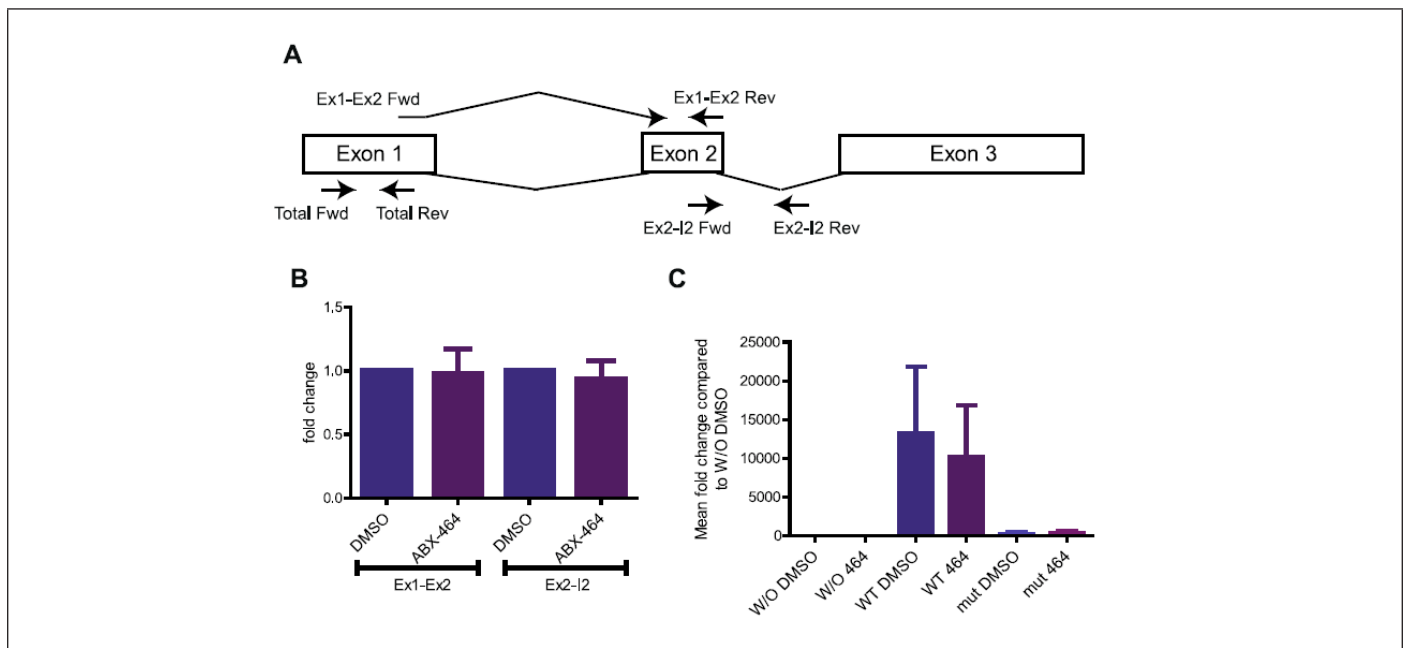 A
Ex1-Ex2 Fwd
Ex1-Ex2 Rev
Exon 1
Exon 2
Exon 3
Total Fwd
Total Rev
Ex2-I2 Fwd
Ex2-I2 Rev
B
fold change
1.5
1.0
0.5
0.0
DMSO
ABX-464
DMSO
ABX-464
Ex1-Ex2
Ex2-I2
C
Mean fold change compared
to W/O DMSO
25000
20000
15000
10000
5000
0
W/O DMSO
W/O 464
WT DMSO
WT 464
mut DMSO
mut 464